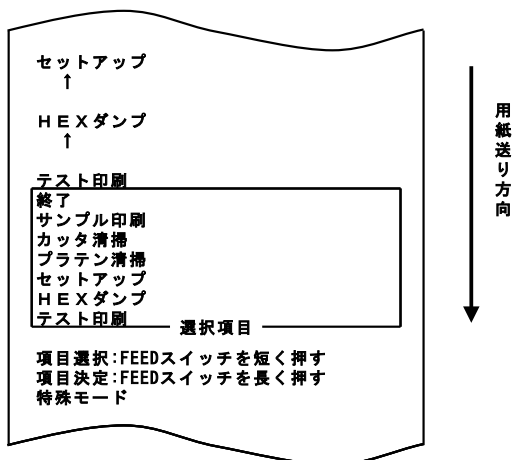 セットアップ
↑
ＨＥＸダンプ
↑
テスト印刷
終了
サンプル印刷
カッタ清掃
プラテン清掃
セットアップ
ＨＥＸダンプ
テスト印刷
選択項目
項目選択:FEEDスイッチを短く押す
項目決定:FEEDスイッチを長く押す
特殊モード
用紙送り方向